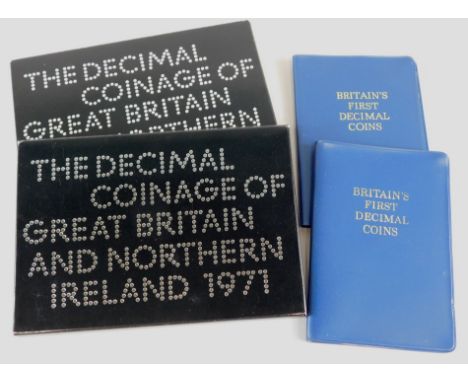 THE DECIMAL
COINAGE OF
GREAT BRITAIN
NORTHERN
THE DECIMAL
COINAGE OF
GREAT BRITAIN
AND NORTHERN
IRELAND 1971
BRITAIN'S
FIRST
DECIMAL
COINS
BRITAIN'S
FIRST
DECIMAL
COINS